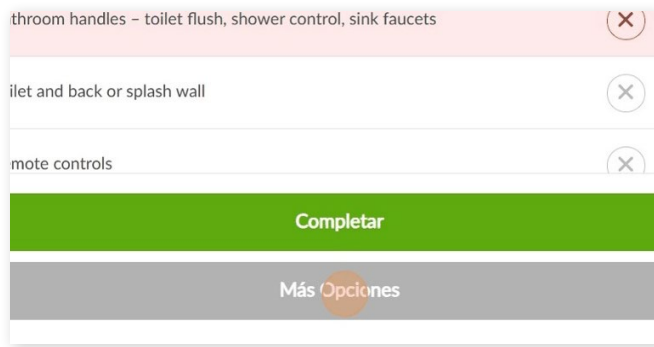 throom handles – toilet flush, shower control, sink faucets
ilet and back or splash wall
mote controls
Completar
Más Opciones